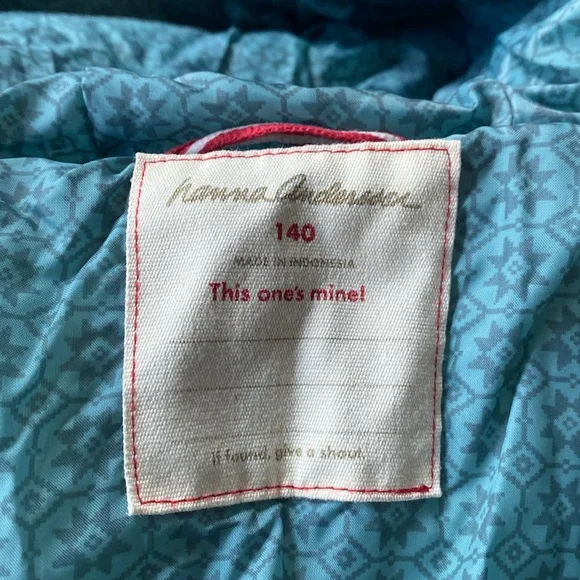 hanna Andersson
140
MADE IN INDONESIA
This one's mine!
If found, give a shout.